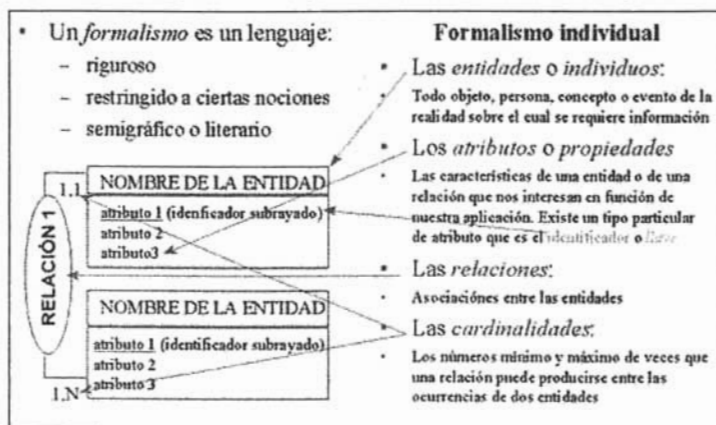 • Un formalismo es un lenguaje:
– riguroso
– restringido a ciertas nociones
– semigráfico o literario
1.1
NOMBRE DE LA ENTIDAD
atributo 1 (idenficador subrayado)
atributo 2
atributo3
RELACIÓN 1
NOMBRE DE LA ENTIDAD
atributo 1 (identificador subrayado)
atributo 2
atributo 3
1.N
Formalismo individual
• Las entidades o individuos:
• Todo objeto, persona, concepto o evento de la
realidad sobre el cual se requiere información
• Los atributos o propiedades
• Las características de una entidad o de una
relación que nos interesan en función de
nuestra aplicación. Existe un tipo particular
de atributo que es el identificador o llave
• Las relaciones:
• Asociaciónes entre las entidades
• Las cardinalidades:
• Los números mínimo y máximo de veces que
una relación puede producirse entre las
ocurrencias de dos entidades